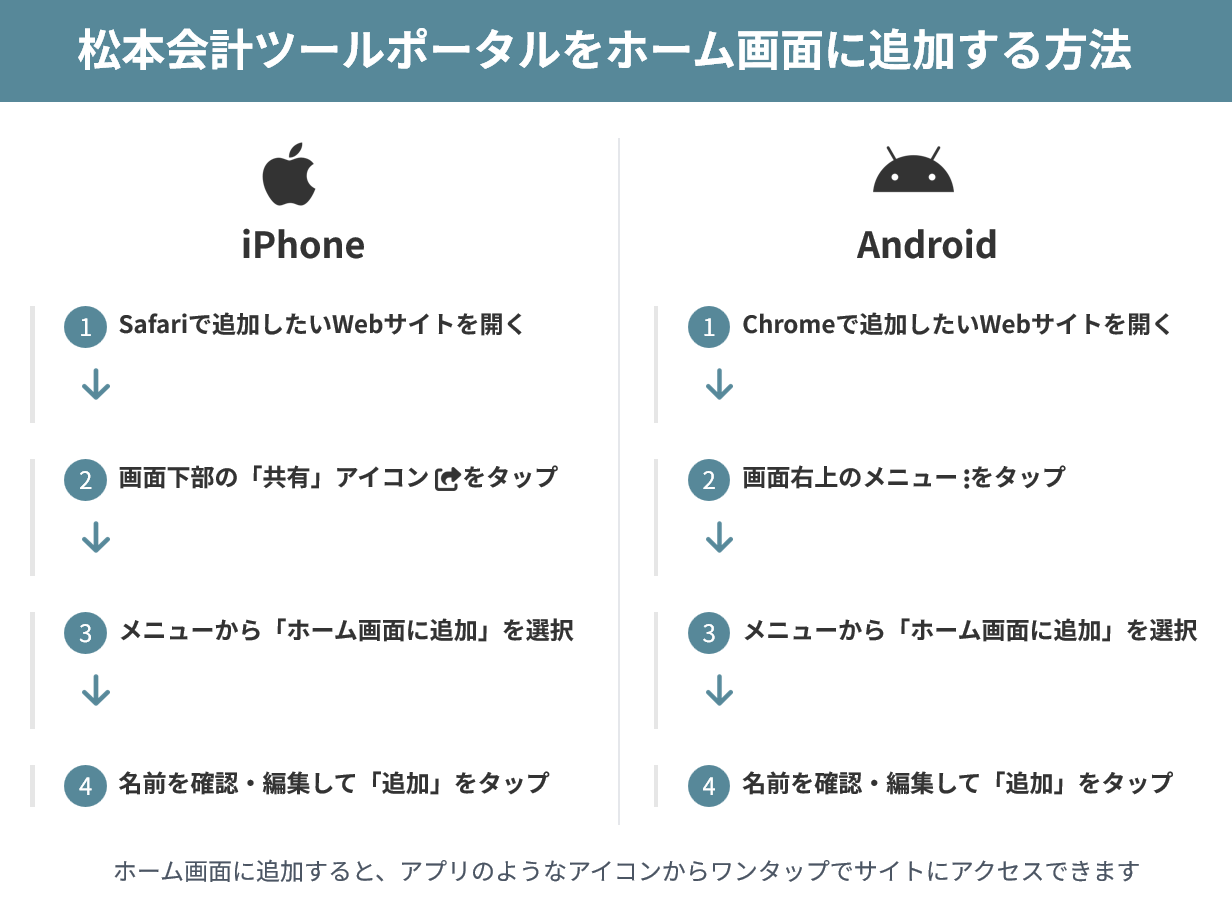 松本会計ツールポータルをホーム画面に追加する方法
iPhone
1 Safariで追加したいWebサイトを開く
2 画面下部の「共有」アイコン をタップ
3 メニューから「ホーム画面に追加」を選択
4 名前を確認・編集して「追加」をタップ
Android
1 Chromeで追加したいWebサイトを開く
2 画面右上のメニュー をタップ
3 メニューから「ホーム画面に追加」を選択
4 名前を確認・編集して「追加」をタップ
ホーム画面に追加すると、アプリのようなアイコンからワンタップでサイトにアクセスできます